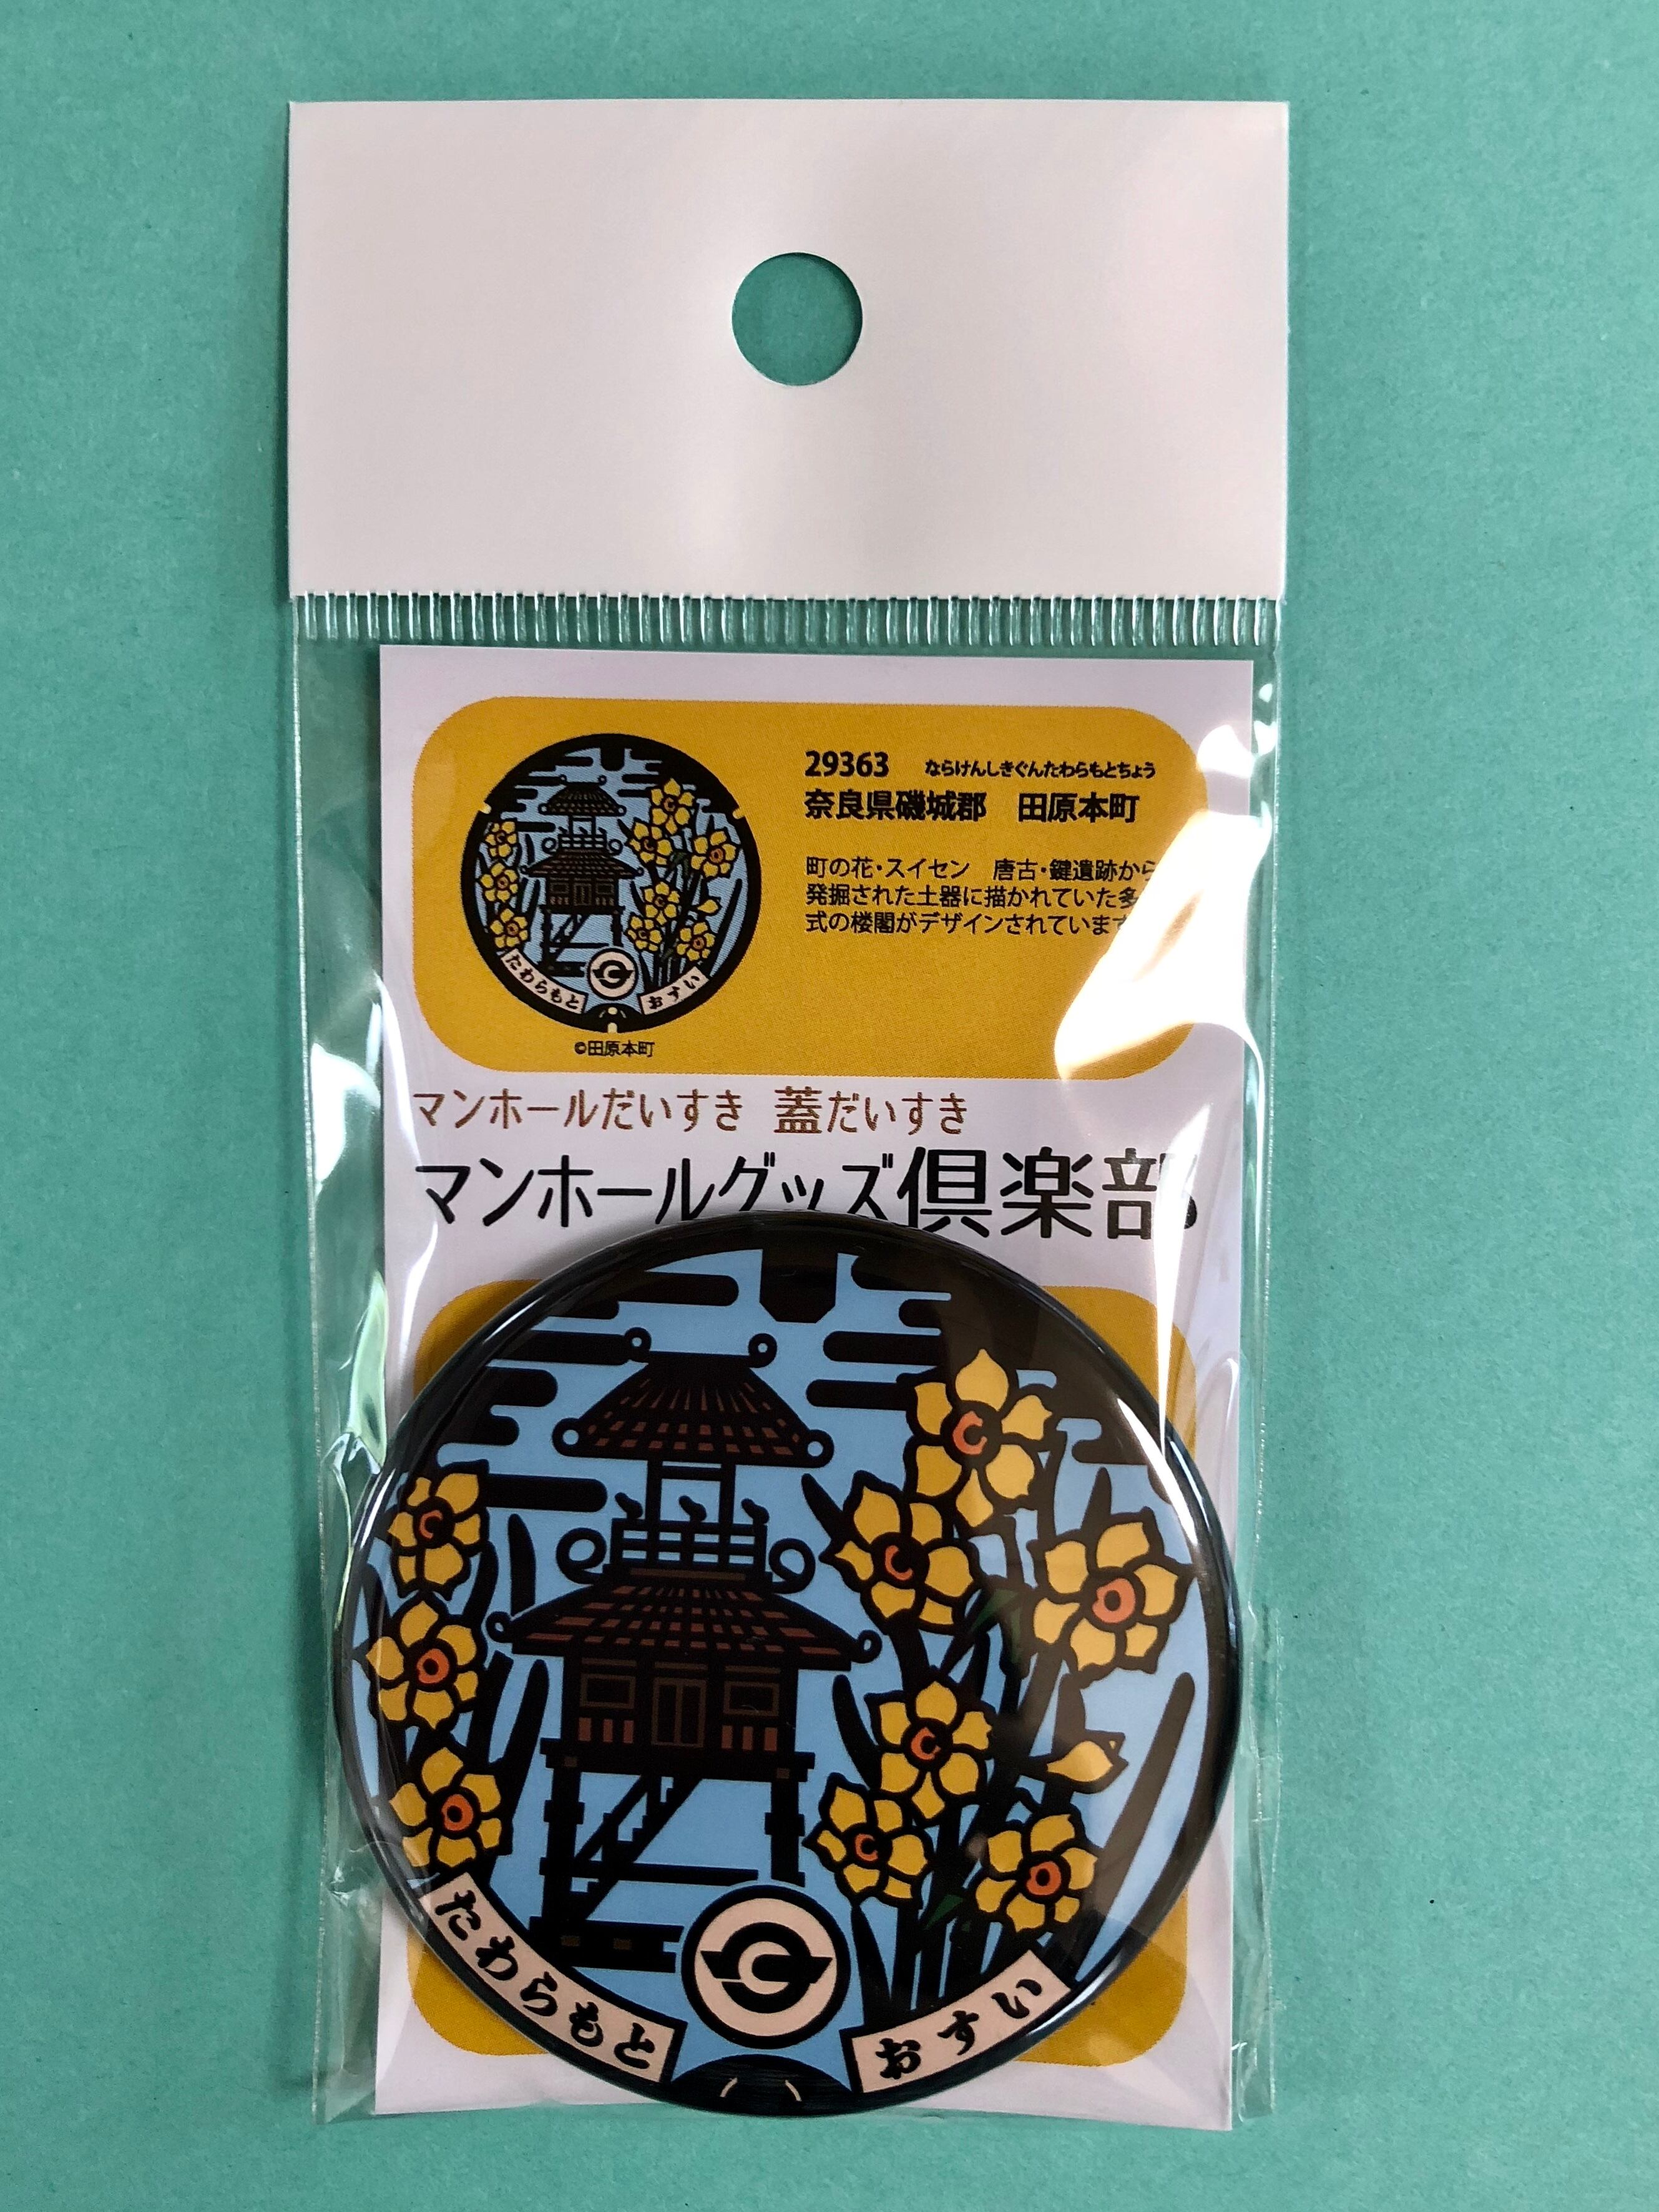 29363 ならけんしきぐんたわらもとちょう
奈良県磯城郡 田原本町
町の花・スイセン 唐古・鍵遺跡から
発掘された土器に描かれていた多
式の楼閣がデザインされています
たわらもと おすい
©田原本町
マンホールだいすき 蓋だいすき
マンホールグッズ倶楽部
たわらもと おすい